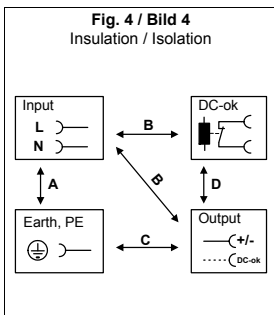 Fig. 4 / Bild 4
Insulation / Isolation
Input
L
N
B
DC-ok
A
B
D
Earth, PE
C
Output
+/-
DC-ok